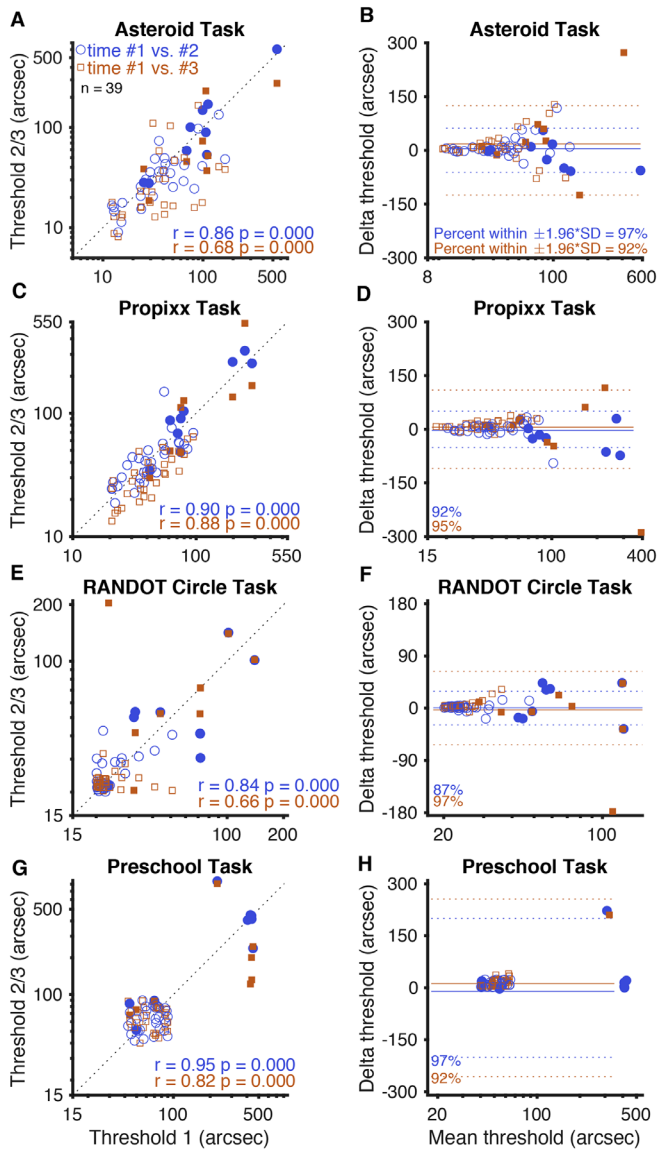 A
Asteroid Task
Threshold 2/3 (arcsec)
500
100
10
time #1 vs. #2
time #1 vs. #3
n = 39
r = 0.86 p = 0.000
r = 0.68 p = 0.000
10
100
500
B
Asteroid Task
Delta threshold (arcsec)
300
150
0
-150
-300
Percent within ±1.96*SD = 97%
Percent within ±1.96*SD = 92%
8
100
600
C
Propixx Task
Threshold 2/3 (arcsec)
550
100
10
r = 0.90 p = 0.000
r = 0.88 p = 0.000
10
100
550
D
Propixx Task
Delta threshold (arcsec)
300
150
0
-150
-300
92%
95%
15
100
400
E
RANDOT Circle Task
Threshold 2/3 (arcsec)
200
100
15
r = 0.84 p = 0.000
r = 0.66 p = 0.000
15
100
200
F
RANDOT Circle Task
Delta threshold (arcsec)
180
90
0
-90
-180
87%
97%
20
100
G
Preschool Task
Threshold 2/3 (arcsec)
500
100
15
r = 0.95 p = 0.000
r = 0.82 p = 0.000
15
100
500
Threshold 1 (arcsec)
H
Preschool Task
Delta threshold (arcsec)
300
150
0
-150
-300
97%
92%
20
100
500
Mean threshold (arcsec)